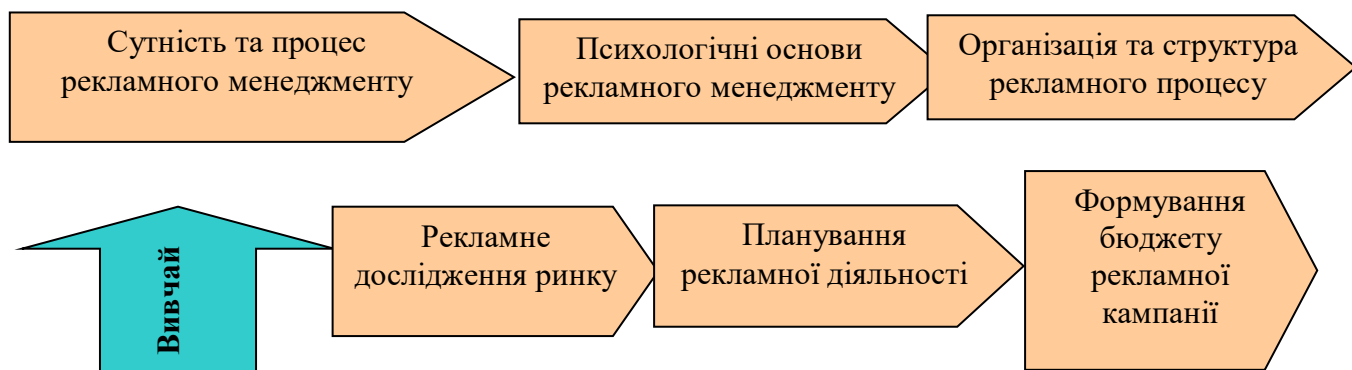 Сутність та процес
рекламного менеджменту
Психологічні основи
рекламного менеджменту
Організація та структура
рекламного процесу
Вивчай
Рекламне
дослідження ринку
Планування
рекламної діяльності
Формування
бюджету
рекламної
кампанії